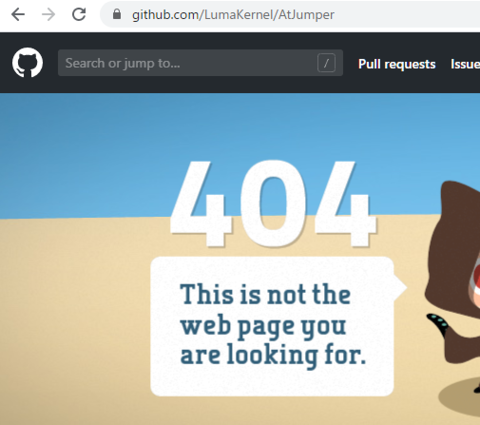 github.com/LumaKernel/AtJumper
Search or jump to...
/
Pull requests
Issue
404
This is not the
web page you
are looking for.